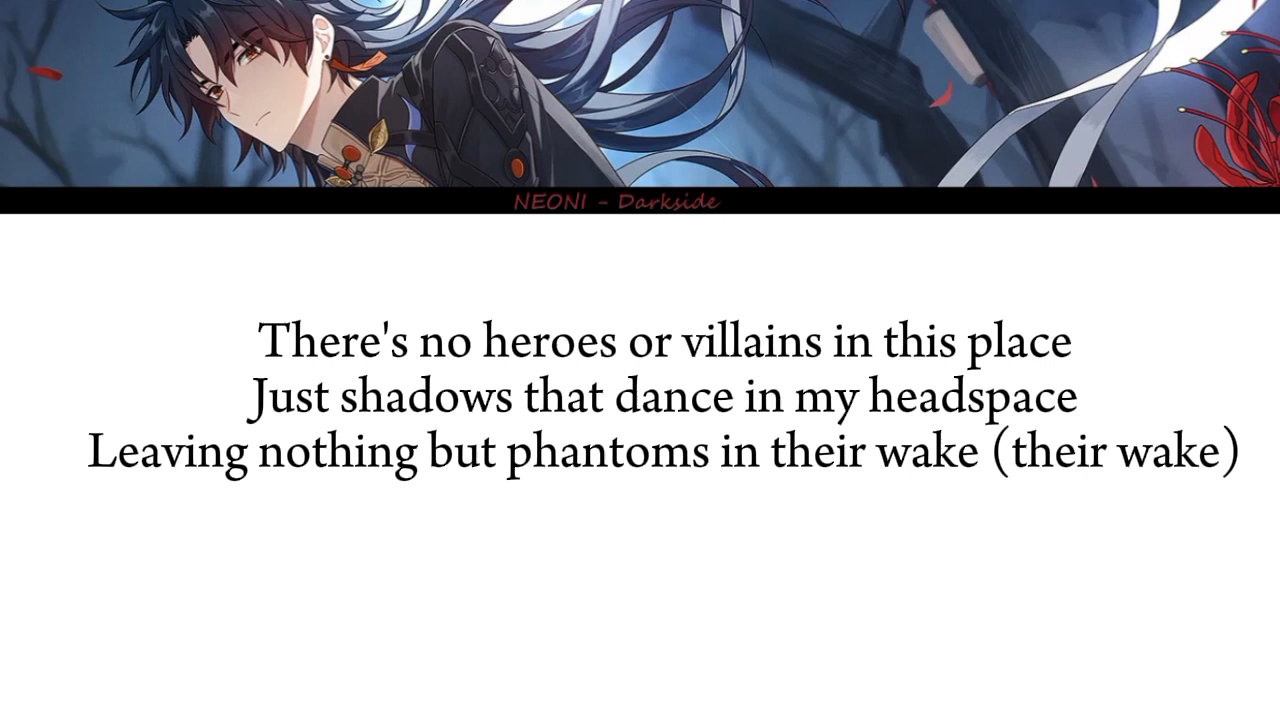 NEONI - Darkside
There's no heroes or villains in this place
Just shadows that dance in my headspace
Leaving nothing but phantoms in their wake (their wake)